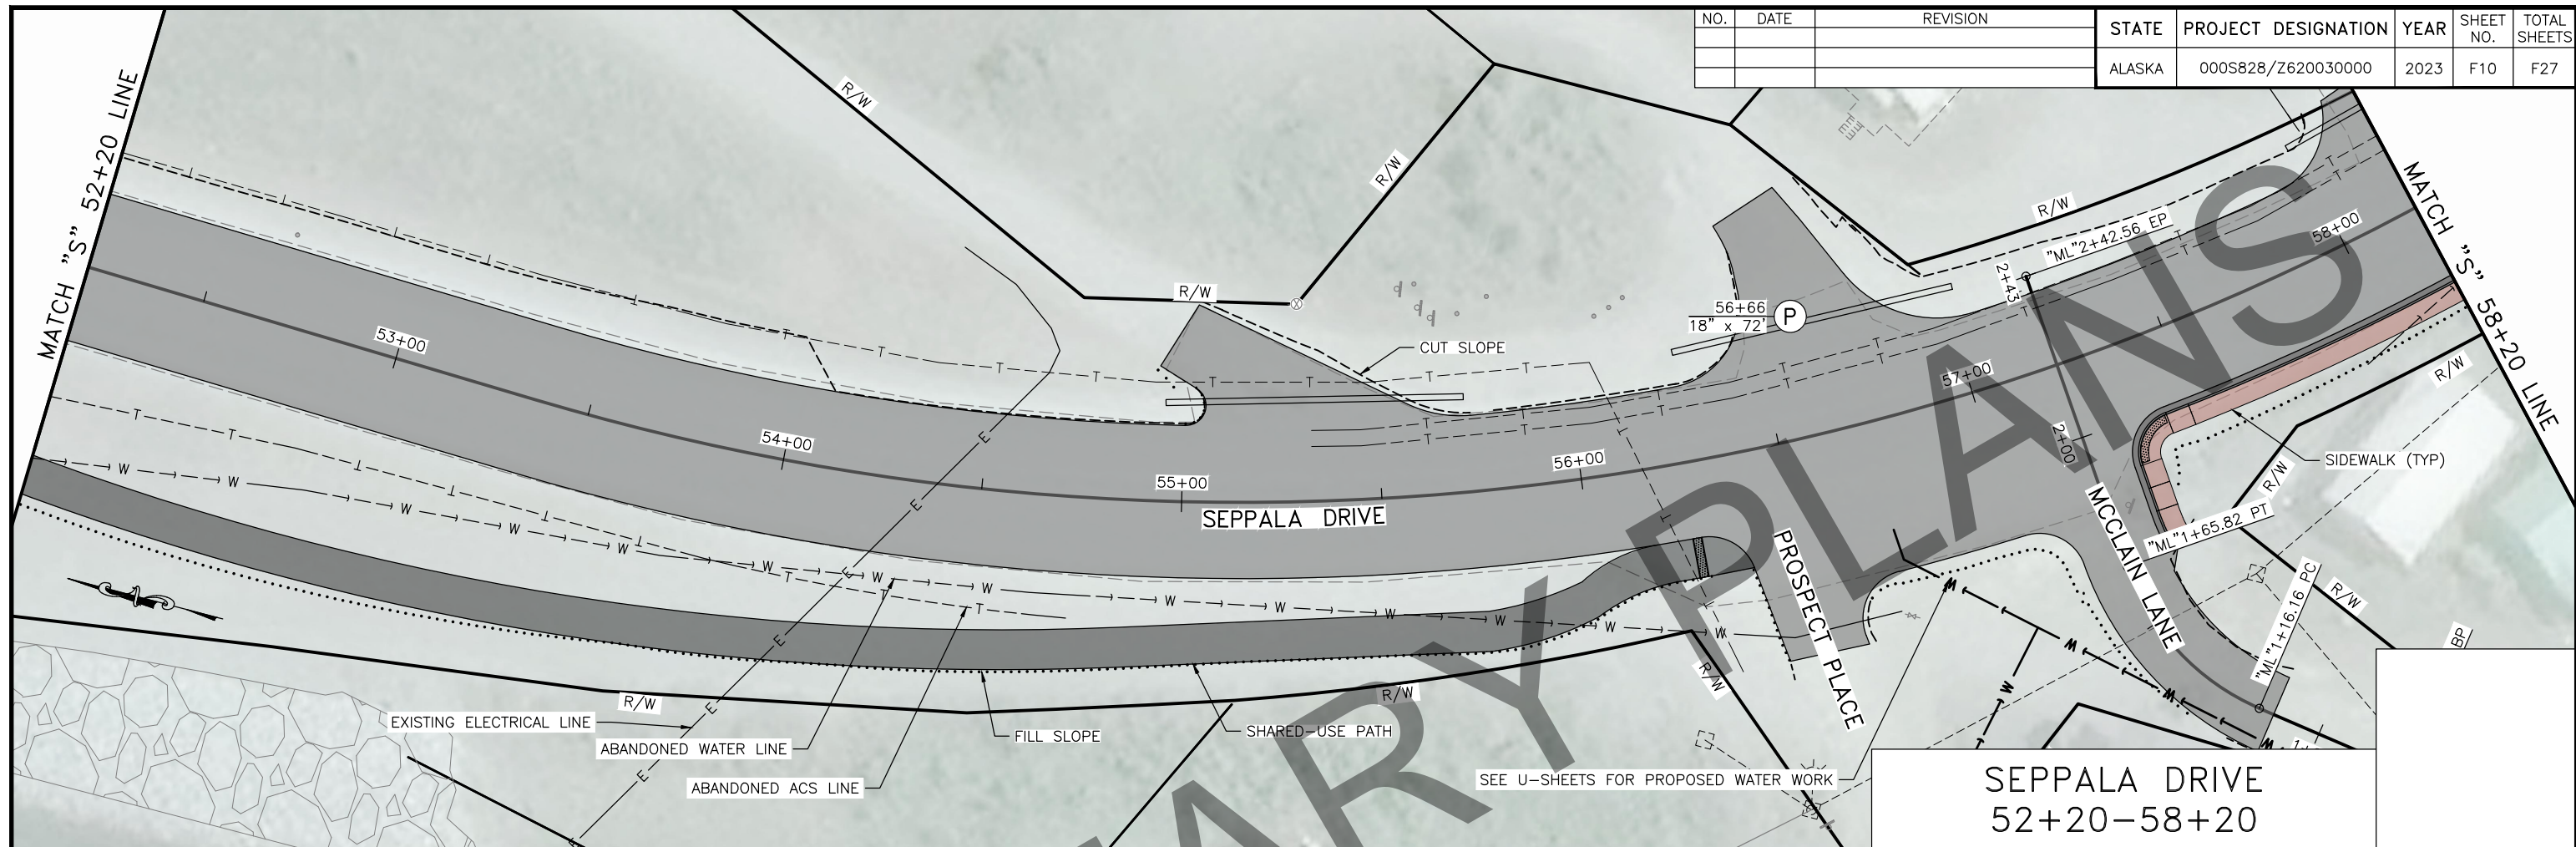 NO. DATE REVISION
STATE PROJECT DESIGNATION YEAR SHEET NO. TOTAL SHEETS
ALASKA 000S828/Z620030000 2023 F10 F27
MATCH "S" 52+20 LINE
R/W
R/W
R/W
R/W
MATCH "S" 58+20 LINE
"ML"2+42.56 EP
2+43
58+00
56+66
18" x 72'
P
CUT SLOPE
53+00
54+00
55+00
56+00
57+00
2+00
SEPPALA DRIVE
SIDEWALK (TYP)
R/W
R/W
"ML"1+65.82 PT
MCCLAIN LANE
PROSPECT PLACE
"ML"1+16.16 PC
R/W
BP
R/W
R/W
R/W
EXISTING ELECTRICAL LINE
ABANDONED WATER LINE
ABANDONED ACS LINE
FILL SLOPE
SHARED-USE PATH
SEE U-SHEETS FOR PROPOSED WATER WORK
SEPPALA DRIVE
52+20-58+20
ARY PLANS